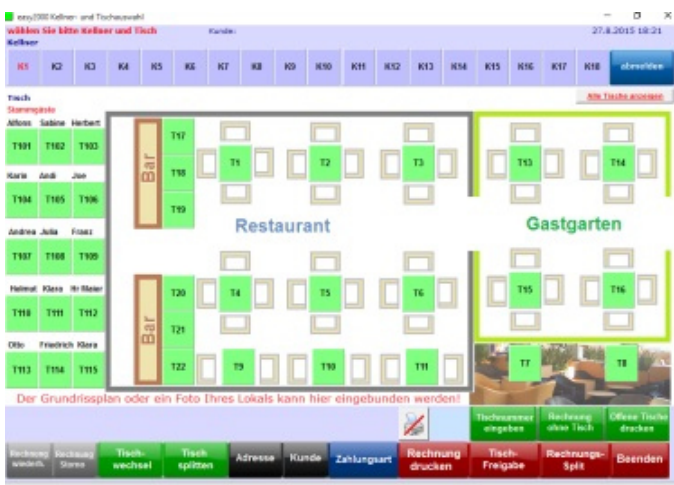 easy2000 Kellner- und Tischauswahl
wählen Sie bitte Kellner und Tisch Kunde: 27.8.2015 18:21
Kellner
K1 K2 K3 K4 K5 K6 K7 K8 K9 K10 K11 K12 K13 K14 K15 K16 K17 K18 abmelden
Tisch Alle Tische anzeigen
Stammgäste
Alfons Sabine Herbert
T101 T102 T103
Karin Andi Joe
T104 T105 T106
Andrea Julia Franz
T107 T108 T109
Helmut Klara Hr Maier
T110 T111 T112
Otto Friedrich Klara
T113 T114 T115
Bar
T17 T1 T2 T3 T13 T14
T18
T19
Restaurant Gastgarten
Bar
T20 T4 T5 T6 T15 T16
T21
T22 T9 T10 T11 T7 T8
Der Grundrissplan oder ein Foto Ihres Lokals kann hier eingebunden werden!
Tischnummer eingeben
Rechnung ohne Tisch
Offene Tische drucken
Rechnung wiederh.
Rechnung Storno
Tisch-wechsel
Tisch splitten
Adresse
Kunde
Zahlungsart
Rechnung drucken
Tisch-Freigabe
Rechnungs-Split
Beenden